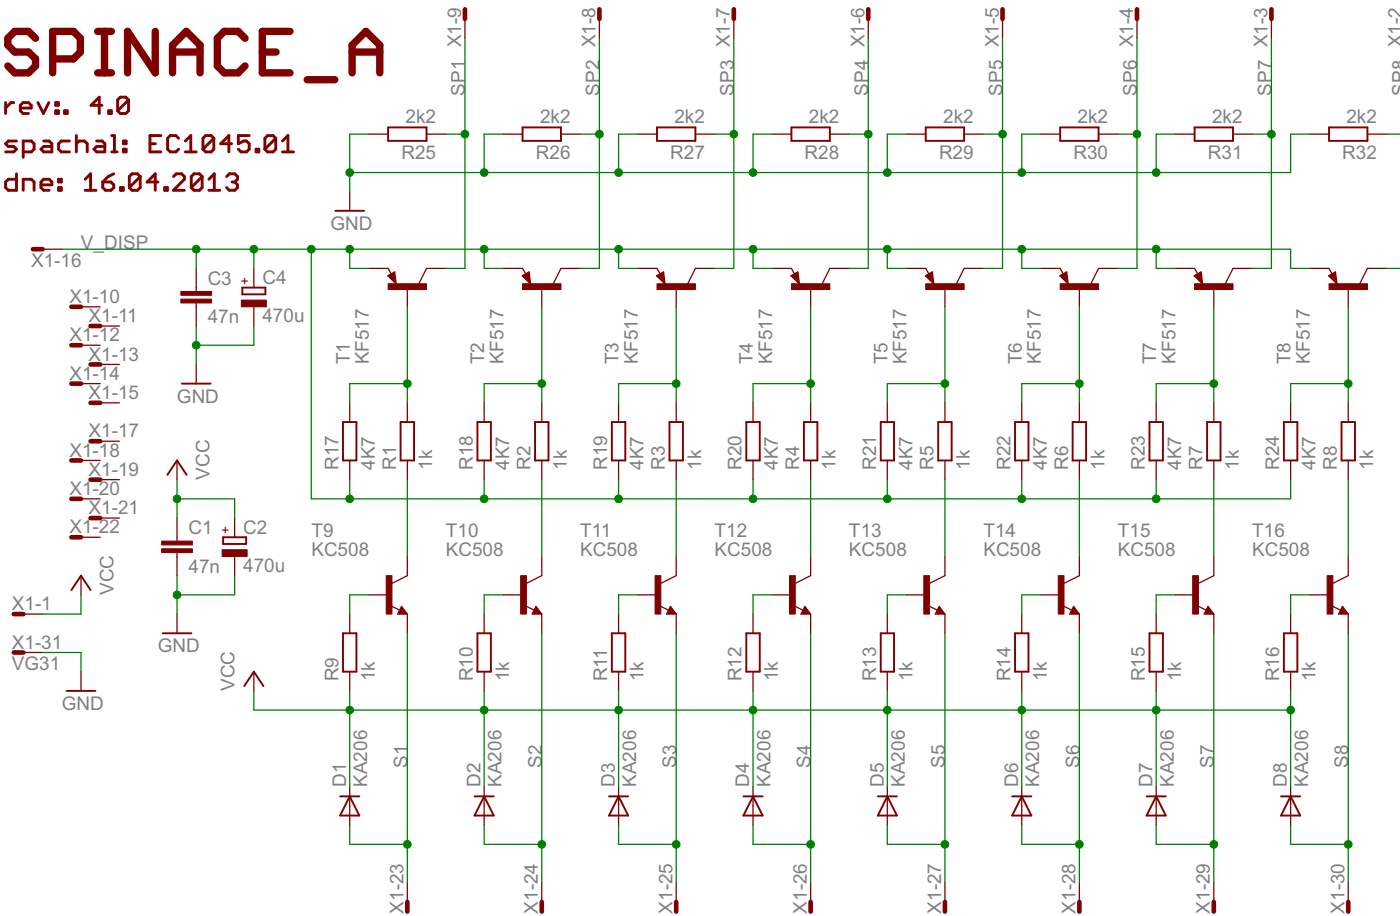 SPINACE_A
rev:. 4.0
spachal: EC1045.01
dne: 16.04.2013
X1-9 X1-8 X1-7 X1-6 X1-5 X1-4 X1-3 X1-2
SP1 SP2 SP3 SP4 SP5 SP6 SP7 SP8
2k2 2k2 2k2 2k2 2k2 2k2 2k2 2k2
R25 R26 R27 R28 R29 R30 R31 R32
GND
V_DISP
X1-16
C3 C4
+
47n 470u
GND
X1-10
X1-11
X1-12
X1-13
X1-14
X1-15
X1-17
X1-18
X1-19
X1-20
X1-21
X1-22
T1 T2 T3 T4 T5 T6 T7 T8
KF517 KF517 KF517 KF517 KF517 KF517 KF517 KF517
R17 4K7 R1 1k R18 4K7 R2 1k R19 4K7 R3 1k R20 4K7 R4 1k R21 4K7 R5 1k R22 4K7 R6 1k R23 4K7 R7 1k R24 4K7 R8 1k
VCC
C1 C2
+
47n 470u
GND
VCC
X1-1
X1-31
VG31
GND
T9 T10 T11 T12 T13 T14 T15 T16
KC508 KC508 KC508 KC508 KC508 KC508 KC508 KC508
R9 1k R10 1k R11 1k R12 1k R13 1k R14 1k R15 1k R16 1k
VCC
D1 KA206 S1 D2 KA206 S2 D3 KA206 S3 D4 KA206 S4 D5 KA206 S5 D6 KA206 S6 D7 KA206 S7 D8 KA206 S8
X1-23 X1-24 X1-25 X1-26 X1-27 X1-28 X1-29 X1-30